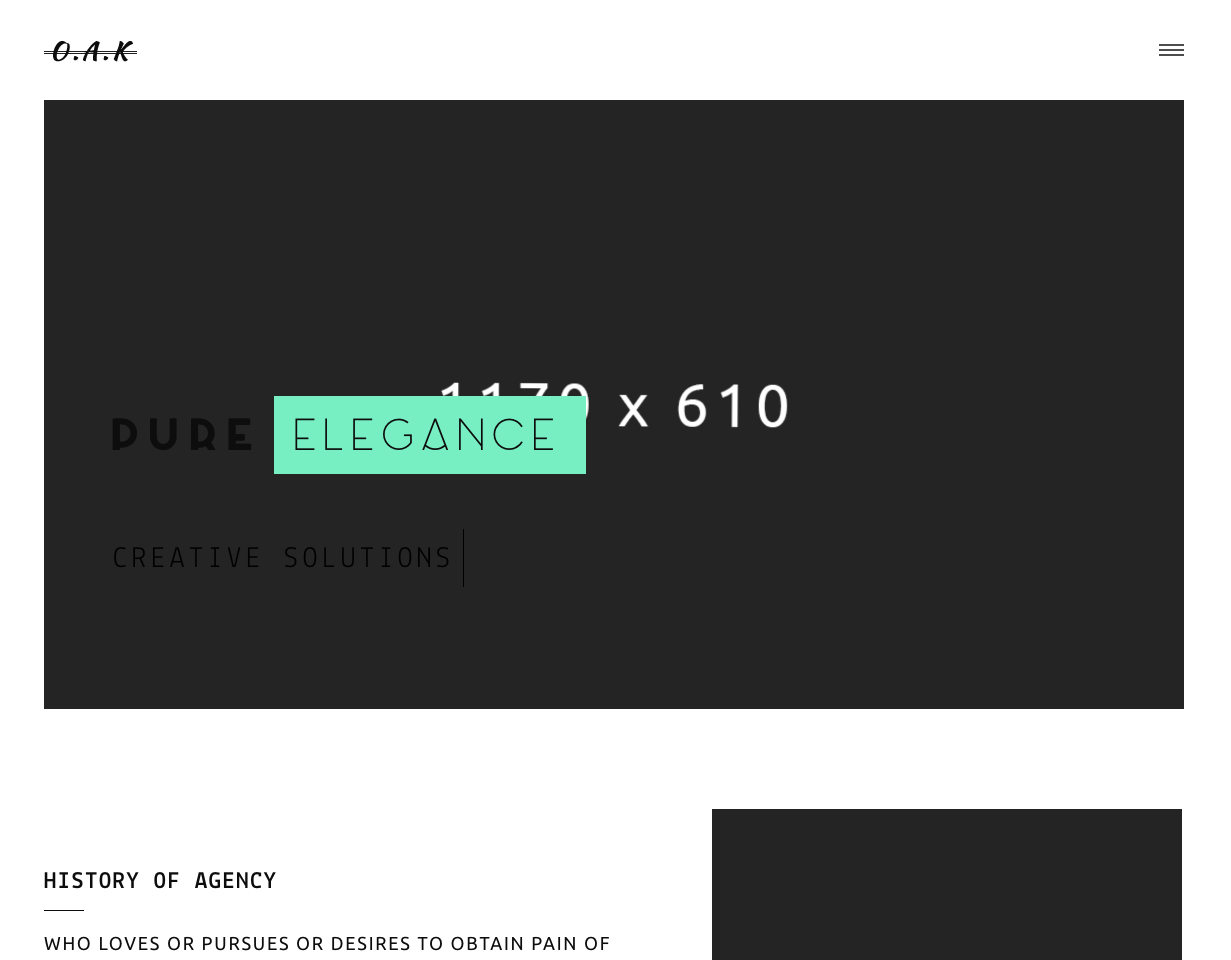 O.A.K
1170 x 610
PURE ELEGANCE
CREATIVE SOLUTIONS
HISTORY OF AGENCY
WHO LOVES OR PURSUES OR DESIRES TO OBTAIN PAIN OF